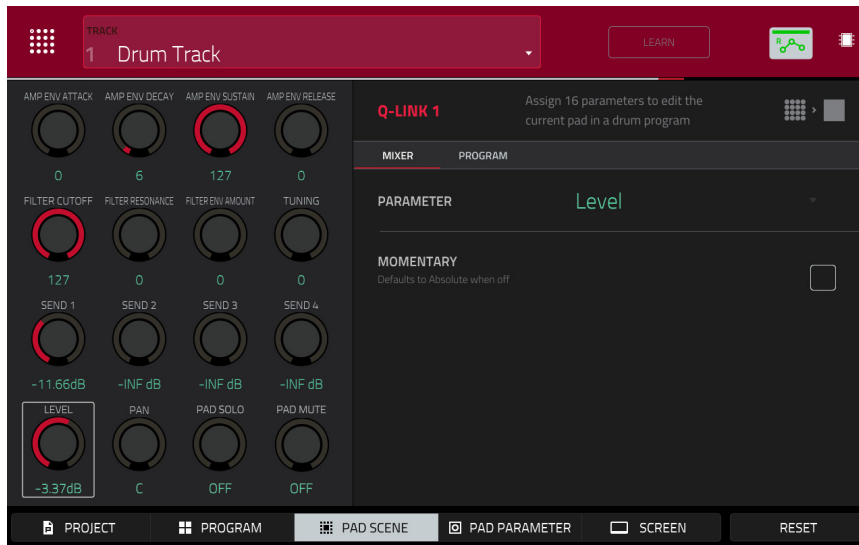 TRACK
1 Drum Track
LEARN
R
AMP ENV ATTACK AMP ENV DECAY AMP ENV SUSTAIN AMP ENV RELEASE
0 6 127 0
FILTER CUTOFF FILTER RESONANCE FILTER ENV AMOUNT TUNING
127 0 0 0
SEND 1 SEND 2 SEND 3 SEND 4
-11.66dB -INF dB -INF dB -INF dB
LEVEL PAN PAD SOLO PAD MUTE
-3.37dB C OFF OFF
Q-LINK 1
Assign 16 parameters to edit the
current pad in a drum program
MIXER PROGRAM
PARAMETER Level
MOMENTARY
Defaults to Absolute when off
PROJECT PROGRAM PAD SCENE PAD PARAMETER SCREEN RESET